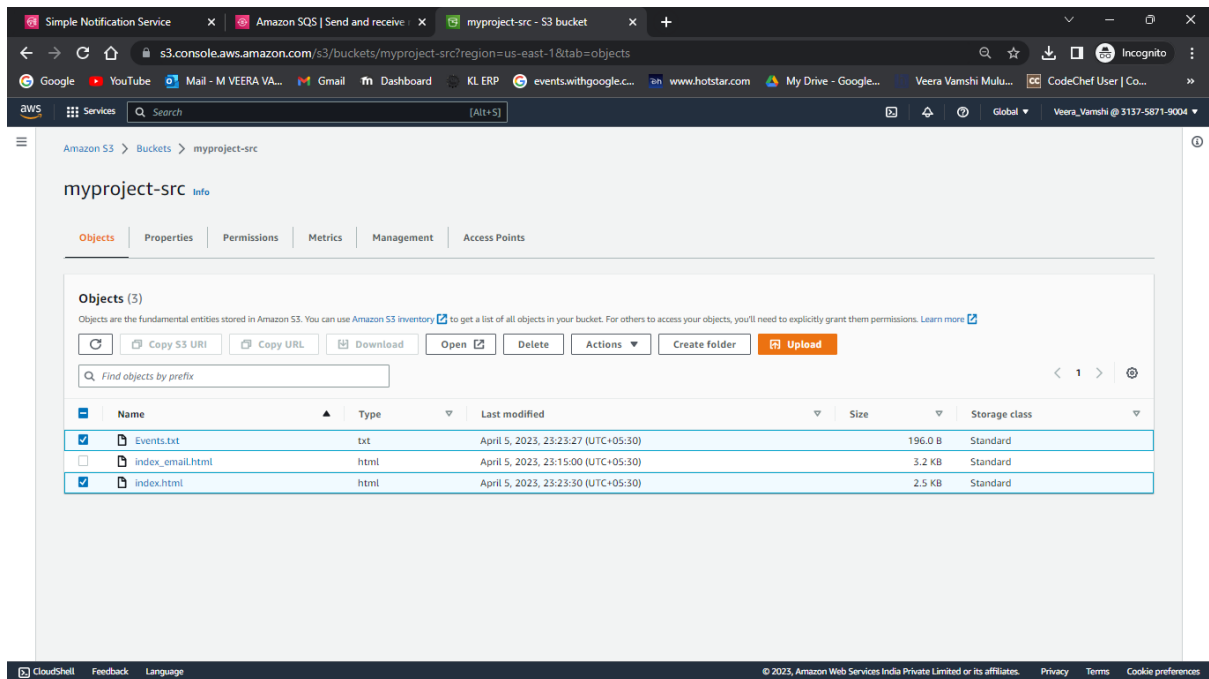 Simple Notification Service Amazon SQS | Send and receive myproject-src - S3 bucket
s3.console.aws.amazon.com/s3/buckets/myproject-src?region=us-east-1&tab=objects Incognito
Google YouTube Mail - M VEERA VA... Gmail Dashboard KL ERP events.withgoogle.c... www.hotstar.com My Drive - Google... Veera Vamshi Mulu... CC CodeChef User | Co... »
aws Services Search [Alt+S] Global Veera_Vamshi @ 3137-5871-9004
Amazon S3 > Buckets > myproject-src
myproject-src Info
Objects Properties Permissions Metrics Management Access Points
Objects (3)
Objects are the fundamental entities stored in Amazon S3. You can use Amazon S3 inventory to get a list of all objects in your bucket. For others to access your objects, you'll need to explicitly grant them permissions. Learn more
Copy S3 URI Copy URL Download Open Delete Actions Create folder Upload
Find objects by prefix < 1 >
Name Type Last modified Size Storage class
Events.txt txt April 5, 2023, 23:23:27 (UTC+05:30) 196.0 B Standard
index_email.html html April 5, 2023, 23:15:00 (UTC+05:30) 3.2 KB Standard
index.html html April 5, 2023, 23:23:30 (UTC+05:30) 2.5 KB Standard
CloudShell Feedback Language © 2023, Amazon Web Services India Private Limited or its affiliates. Privacy Terms Cookie preferences